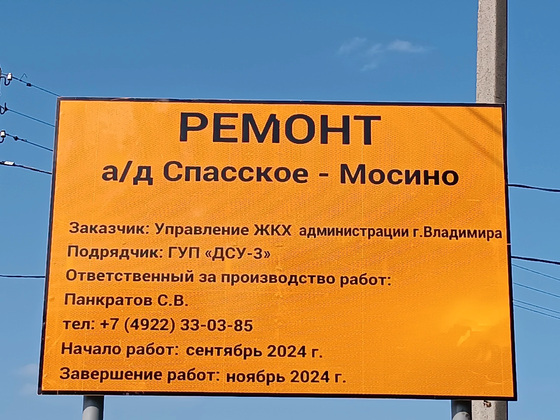 РЕМОНТ
а/д Спасское - Мосино
Заказчик: Управление ЖКХ администрации г.Владимира
Подрядчик: ГУП «ДСУ-3»
Ответственный за производство работ:
Панкратов С.В.
тел: +7 (4922) 33-03-85
Начало работ: сентябрь 2024 г.
Завершение работ: ноябрь 2024 г.